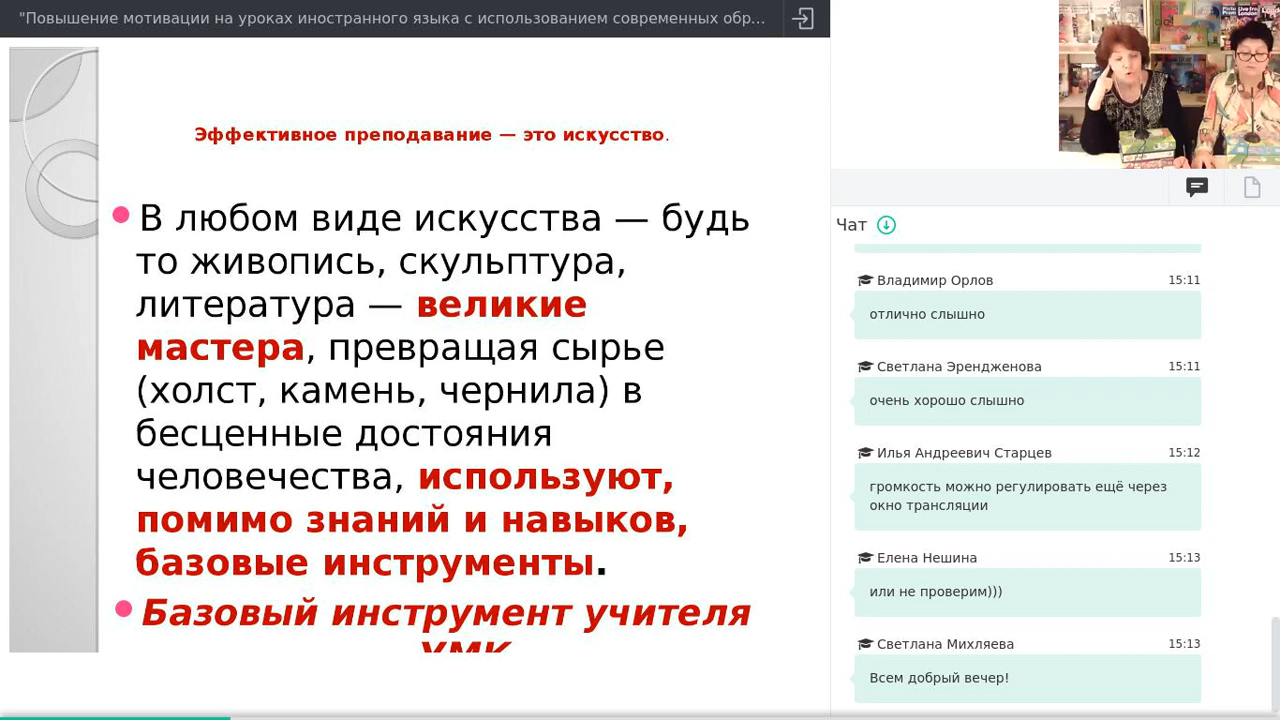 "Повышение мотивации на уроках иностранного языка с использованием современных обр...
Эффективное преподавание — это искусство.
В любом виде искусства — будь
то живопись, скульптура,
литература — великие
мастера, превращая сырье
(холст, камень, чернила) в
бесценные достояния
человечества, используют,
помимо знаний и навыков,
базовые инструменты.
Базовый инструмент учителя
УМК
Чат
Владимир Орлов 15:11
отлично слышно
Светлана Эрендженова 15:11
очень хорошо слышно
Илья Андреевич Старцев 15:12
громкость можно регулировать ещё через
окно трансляции
Елена Нешина 15:13
или не проверим)))
Светлана Михляева 15:13
Всем добрый вечер!